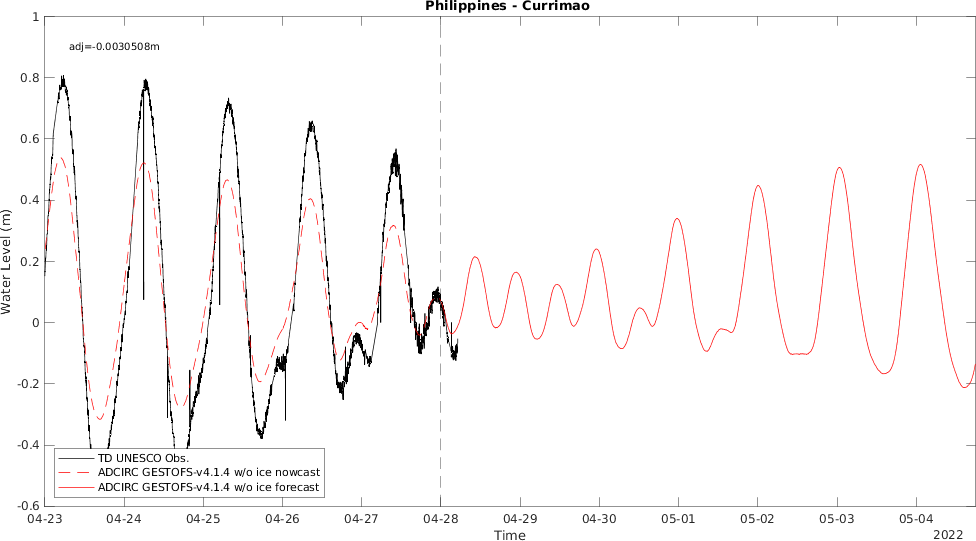 Philippines - Currimao
adj=-0.0030508m
1
0.8
0.6
0.4
0.2
0
-0.2
-0.4
-0.6
Water Level (m)
TD UNESCO Obs.
ADCIRC GESTOFS-v4.1.4 w/o ice nowcast
ADCIRC GESTOFS-v4.1.4 w/o ice forecast
04-23 04-24 04-25 04-26 04-27 04-28 04-29 04-30 05-01 05-02 05-03 05-04
Time
2022